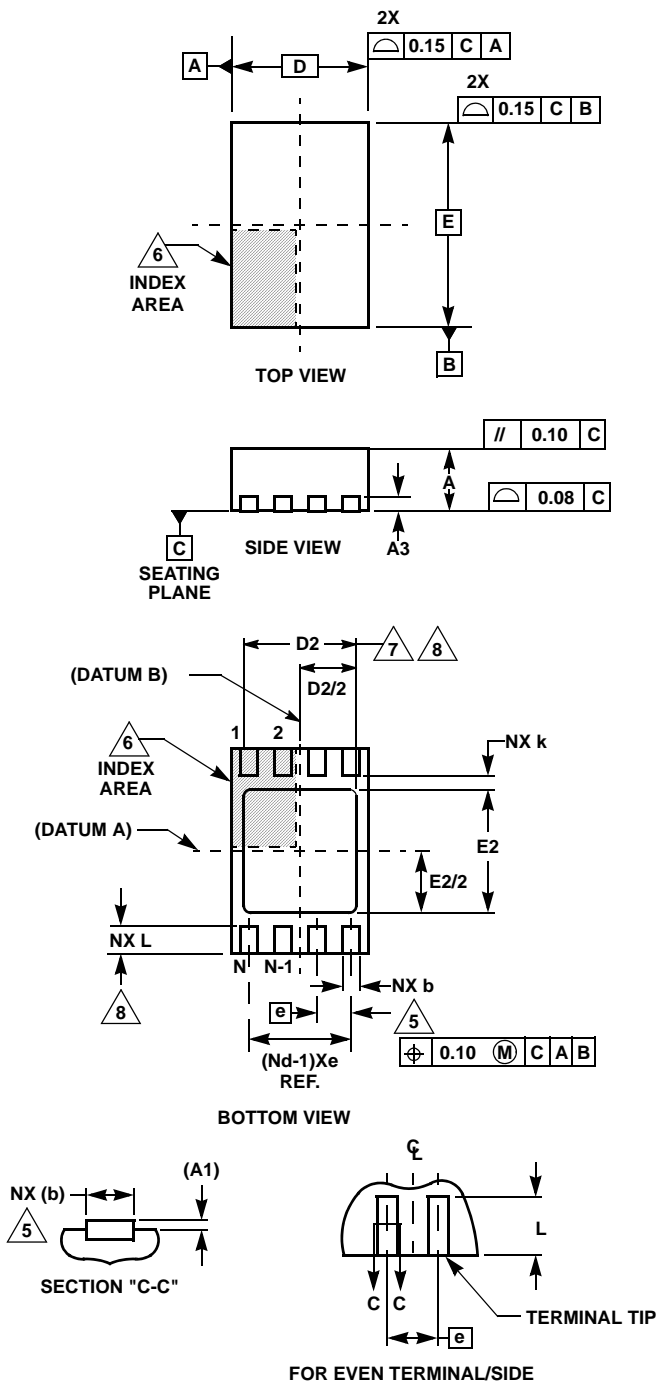 2X
⌓ 0.15 C A
A
D
2X
⌓ 0.15 C B
E
6
INDEX
AREA
B
TOP VIEW
// 0.10 C
A
⌓ 0.08 C
C
SIDE VIEW
A3
SEATING
PLANE
D2
7 8
(DATUM B)
D2/2
1 2
NX k
6
INDEX
AREA
(DATUM A)
E2
E2/2
NX L
N N-1
NX b
8
e
5
(Nd-1)Xe
REF.
⌖ 0.10 Ⓜ C A B
BOTTOM VIEW
(A1)
NX (b)
5
SECTION "C-C"
℄
L
C C
TERMINAL TIP
e
FOR EVEN TERMINAL/SIDE